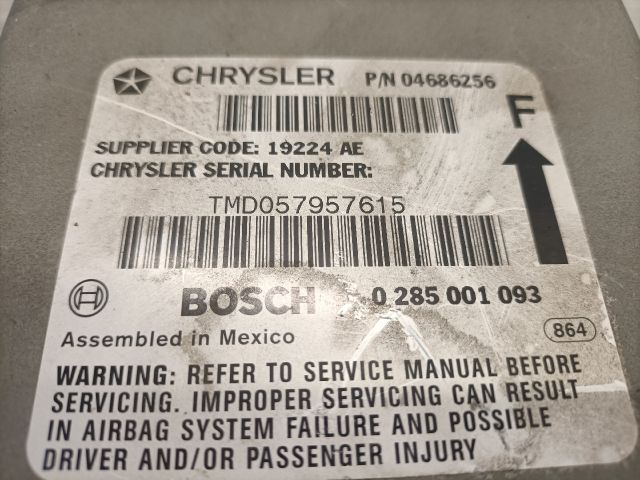 CHRYSLER P/N 04686256
F
SUPPLIER CODE: 19224 AE
CHRYSLER SERIAL NUMBER:
TMD057957615
BOSCH 0 285 001 093
Assembled in Mexico 864
WARNING: REFER TO SERVICE MANUAL BEFORE
SERVICING. IMPROPER SERVICING CAN RESULT
IN AIRBAG SYSTEM FAILURE AND POSSIBLE
DRIVER AND/OR PASSENGER INJURY